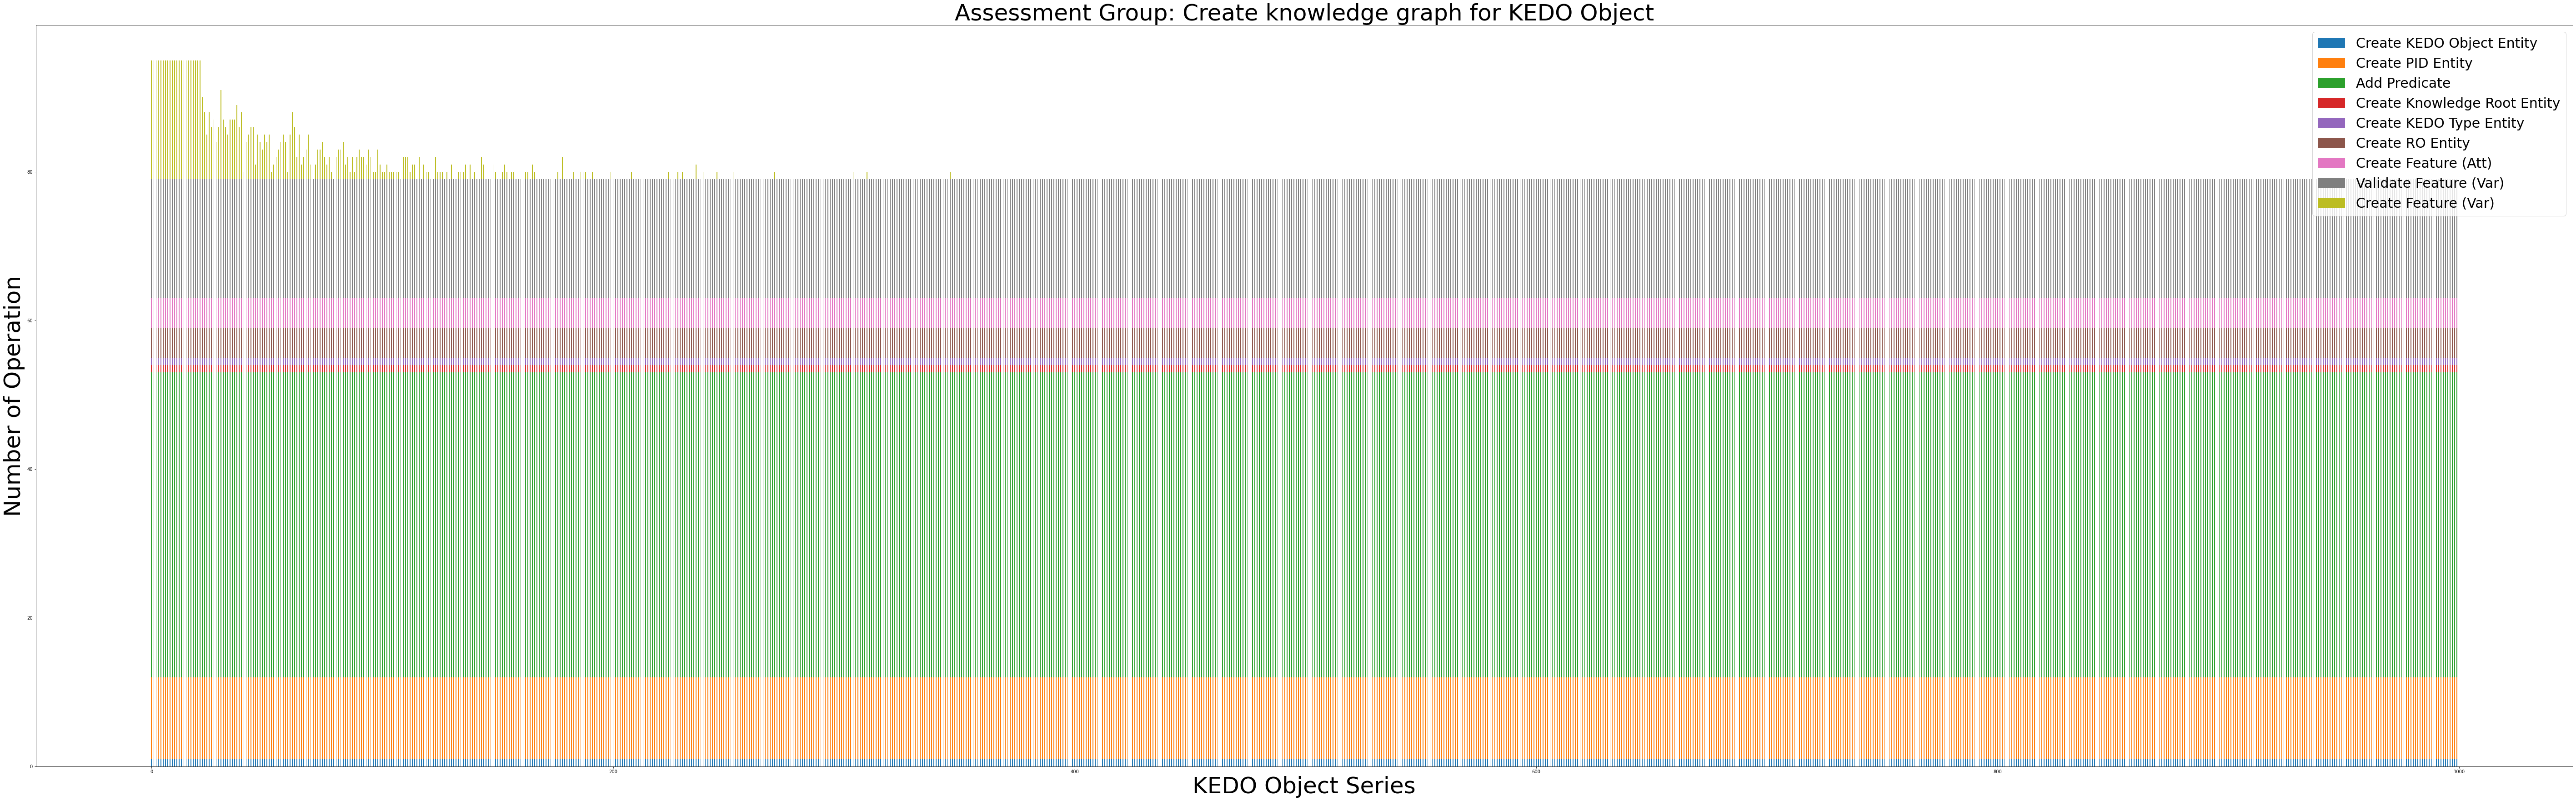 Assessment Group: Create knowledge graph for KEDO Object
Create KEDO Object Entity
Create PID Entity
Add Predicate
Create Knowledge Root Entity
Create KEDO Type Entity
Create RO Entity
Create Feature (Att)
Validate Feature (Var)
Create Feature (Var)
Number of Operation
80
60
40
20
0
0 200 400 600 800 1000
KEDO Object Series